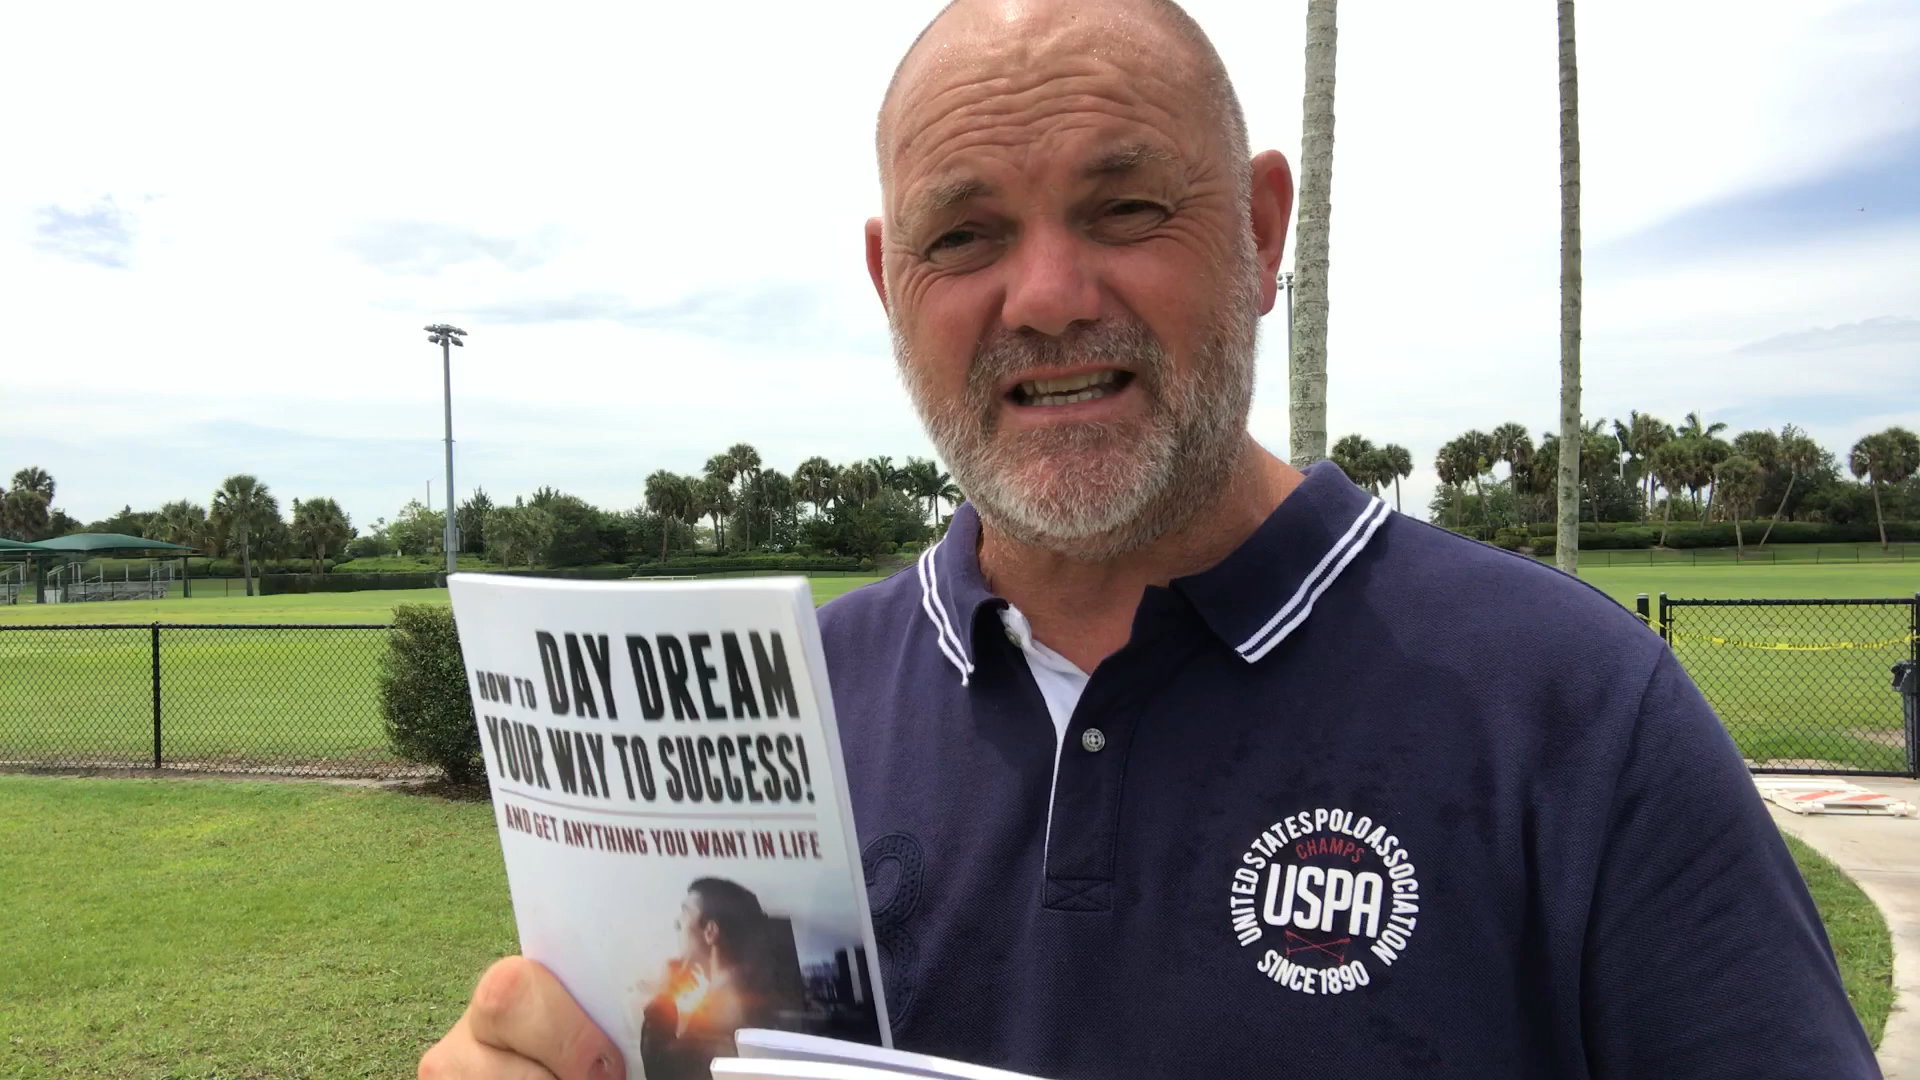 HOW TO DAY DREAM
YOUR WAY TO SUCCESS!
AND GET ANYTHING YOU WANT IN LIFE
UNITED STATES POLO ASSOCIATION
CHAMPS
USPA
SINCE 1890